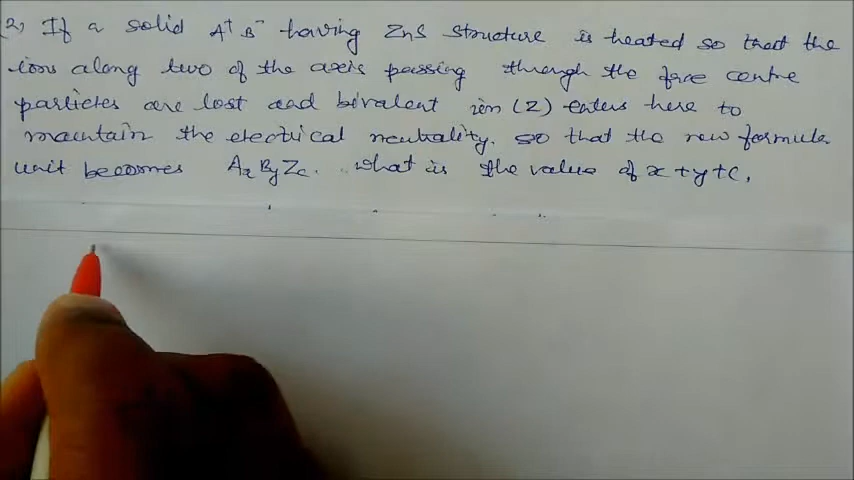 (2) If a solid A⁺ B⁻ having ZnS structure is heated so that the
ions along two of the axis passing through the face centre
particles are lost and bivalent ion (Z) enters here to
maintain the electrical neutrality. so that the new formula
unit becomes AxByZc. what is the value of x+y+c.